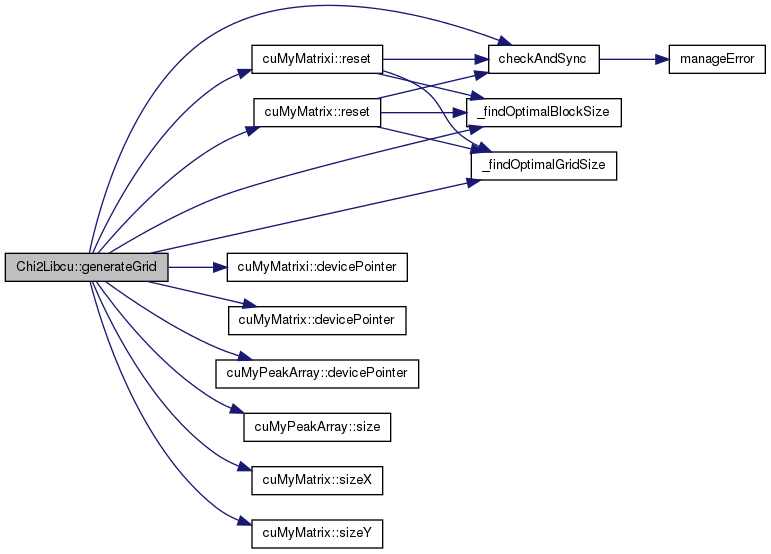 cuMyMatrixi::reset
checkAndSync
manageError
cuMyMatrix::reset
_findOptimalBlockSize
_findOptimalGridSize
Chi2Libcu::generateGrid
cuMyMatrixi::devicePointer
cuMyMatrix::devicePointer
cuMyPeakArray::devicePointer
cuMyPeakArray::size
cuMyMatrix::sizeX
cuMyMatrix::sizeY